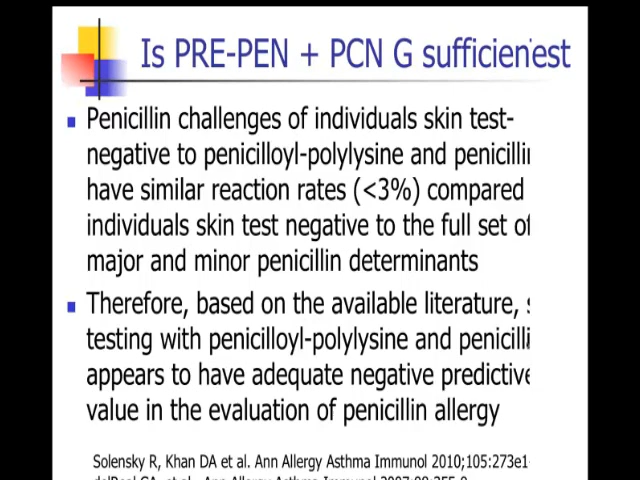 Is PRE-PEN + PCN G sufficien est
Penicillin challenges of individuals skin test-
negative to penicilloyl-polylysine and penicillin
have similar reaction rates (<3%) compared
individuals skin test negative to the full set of
major and minor penicillin determinants
Therefore, based on the available literature, s
testing with penicilloyl-polylysine and penicilli
appears to have adequate negative predictive
value in the evaluation of penicillin allergy
Solensky R, Khan DA et al. Ann Allergy Asthma Immunol 2010;105:273e1-